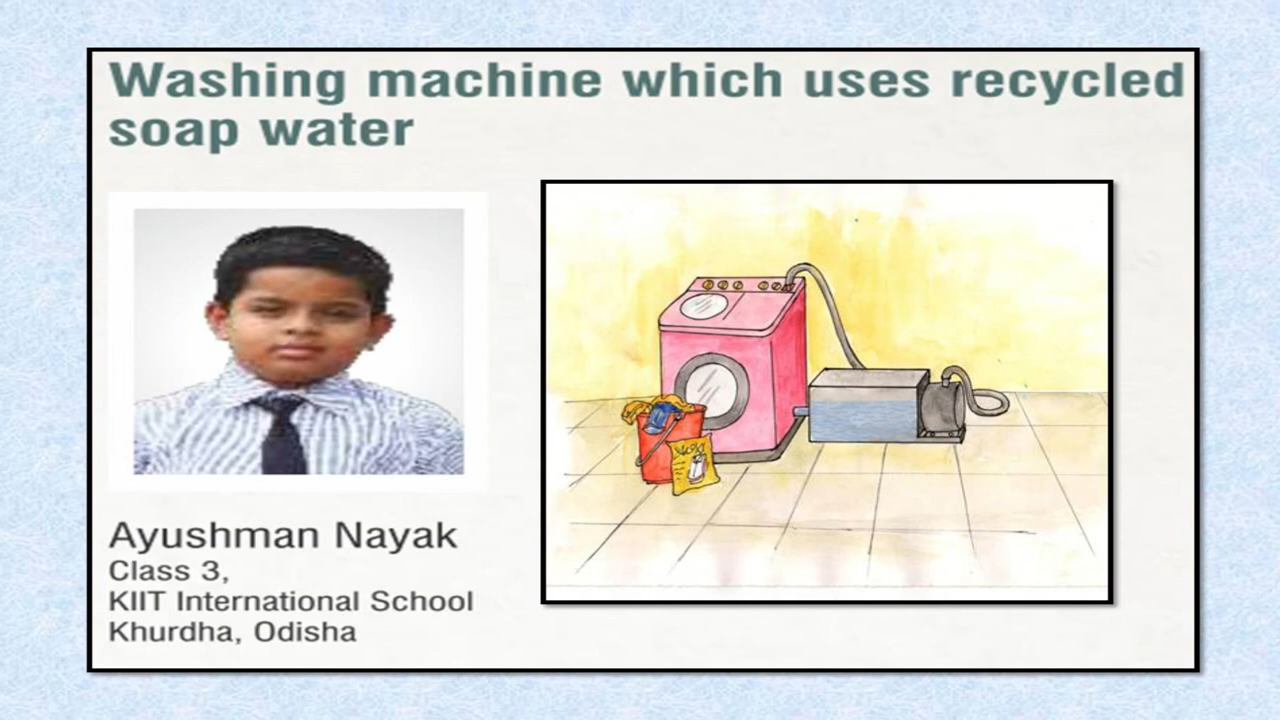 Washing machine which uses recycled
soap water
Ayushman Nayak
Class 3,
KIIT International School
Khurdha, Odisha